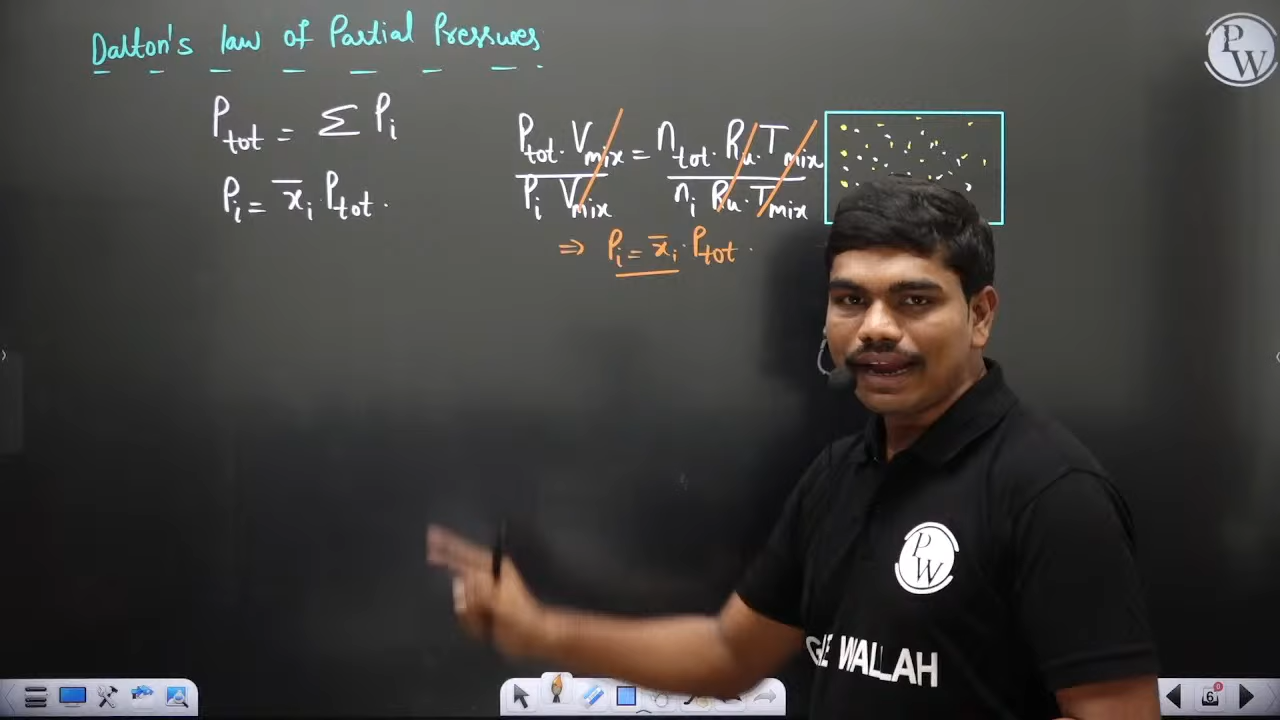 Dalton's law of Partial Pressures
P_tot = Σ P_i
P_i = x̄_i P_tot.
P_tot. V_mix = n_tot. R_u. T_mix
P_i V_mix n_i R_u. T_mix
⇒ P_i = x̄_i. P_tot.
PW
PW
WALLAH
6